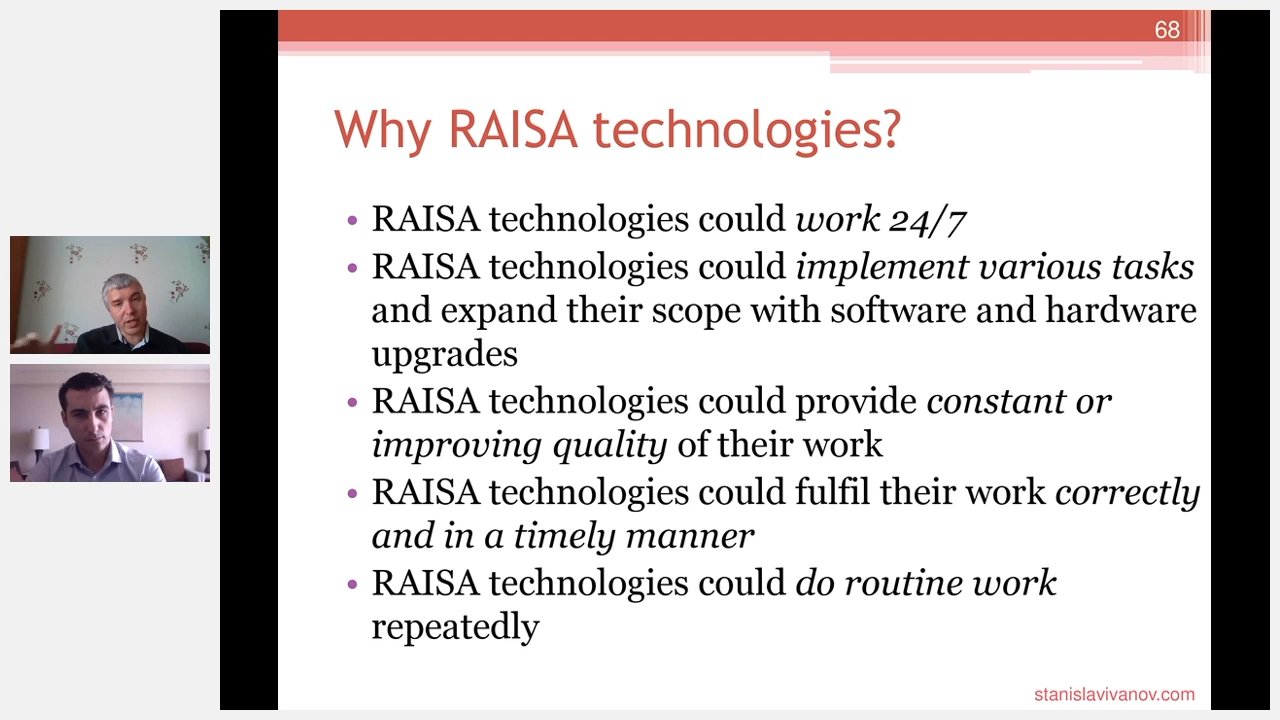 68
Why RAISA technologies?
• RAISA technologies could work 24/7
• RAISA technologies could implement various tasks
and expand their scope with software and hardware
upgrades
• RAISA technologies could provide constant or
improving quality of their work
• RAISA technologies could fulfil their work correctly
and in a timely manner
• RAISA technologies could do routine work
repeatedly
stanislavivanov.com